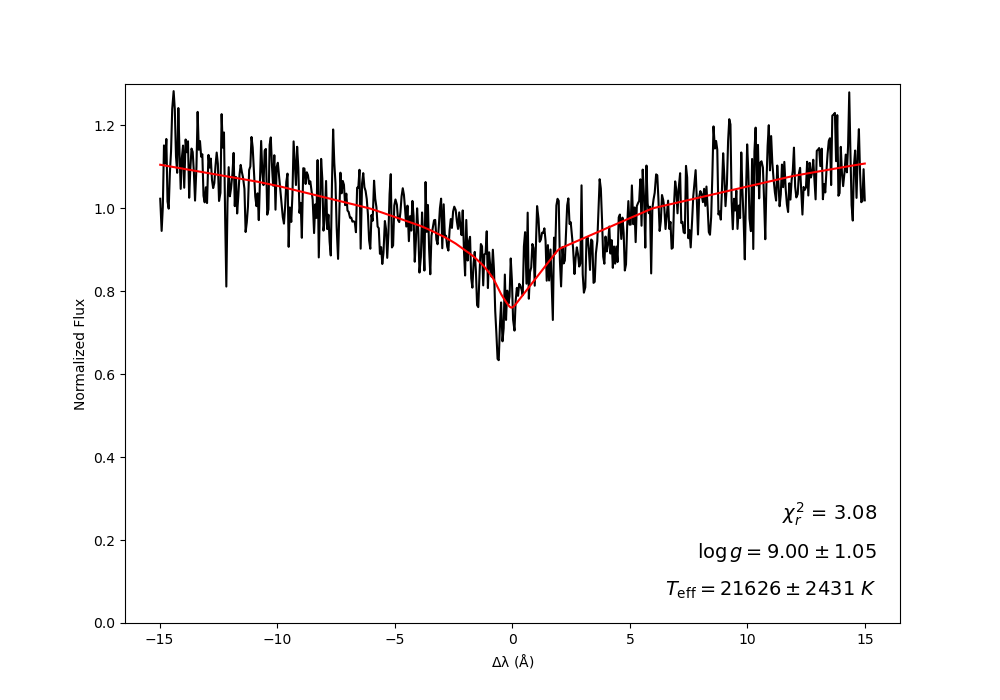 1.2
1.0
0.8
0.6
0.4
0.2
0.0
Normalized Flux
χ²ᵣ = 3.08
log g = 9.00 ± 1.05
T_eff = 21626 ± 2431 K
−15
−10
−5
0
5
10
15
Δλ (Å)